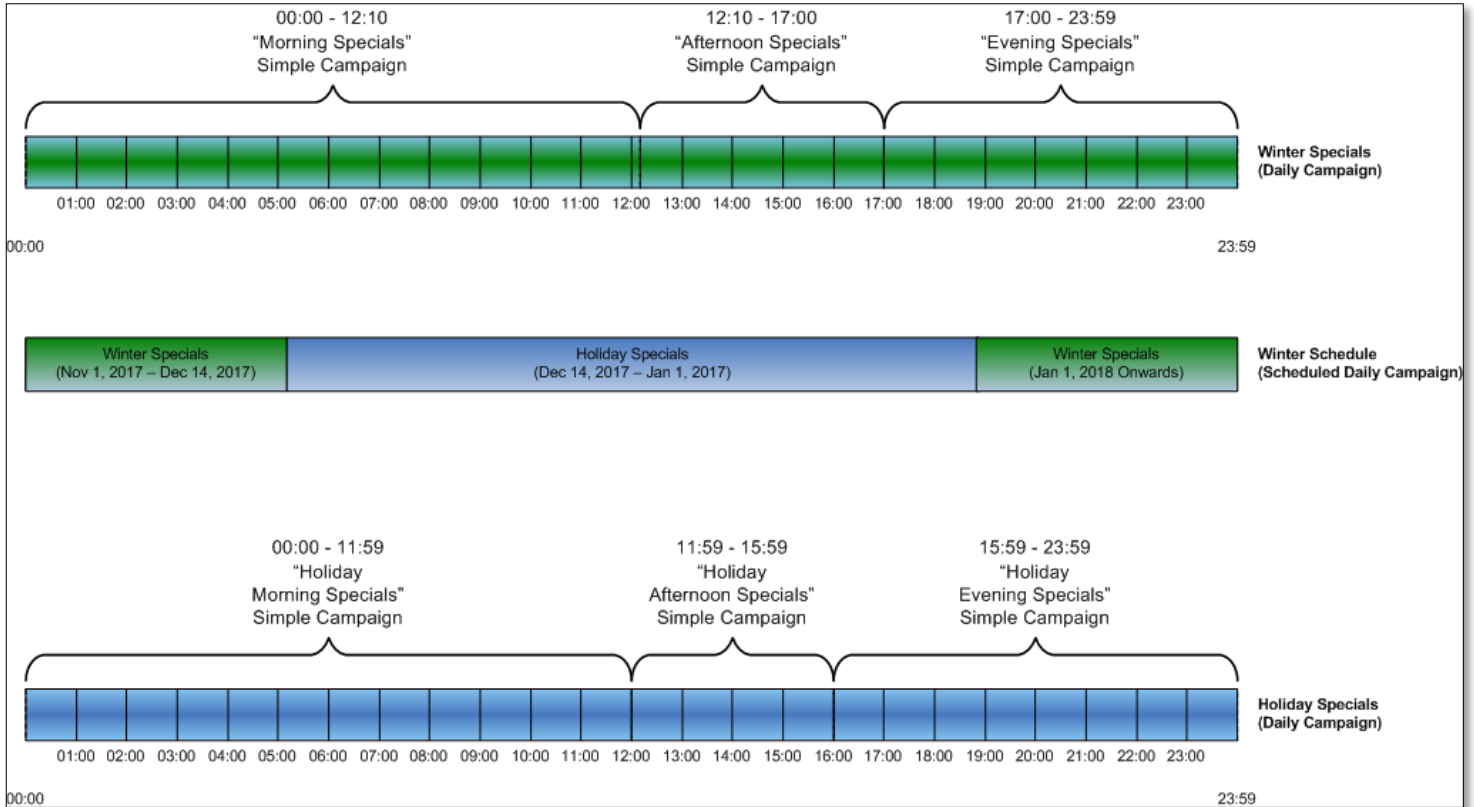 00:00 - 12:10
“Morning Specials”
Simple Campaign
12:10 - 17:00
“Afternoon Specials”
Simple Campaign
17:00 - 23:59
“Evening Specials”
Simple Campaign
Winter Specials
(Daily Campaign)
01:00 02:00 03:00 04:00 05:00 06:00 07:00 08:00 09:00 10:00 11:00 12:00 13:00 14:00 15:00 16:00 17:00 18:00 19:00 20:00 21:00 22:00 23:00
00:00 23:59
Winter Specials
(Nov 1, 2017 – Dec 14, 2017)
Holiday Specials
(Dec 14, 2017 – Jan 1, 2017)
Winter Specials
(Jan 1, 2018 Onwards)
Winter Schedule
(Scheduled Daily Campaign)
00:00 - 11:59
“Holiday
Morning Specials”
Simple Campaign
11:59 - 15:59
“Holiday
Afternoon Specials”
Simple Campaign
15:59 - 23:59
“Holiday
Evening Specials”
Simple Campaign
Holiday Specials
(Daily Campaign)
01:00 02:00 03:00 04:00 05:00 06:00 07:00 08:00 09:00 10:00 11:00 12:00 13:00 14:00 15:00 16:00 17:00 18:00 19:00 20:00 21:00 22:00 23:00
00:00 23:59